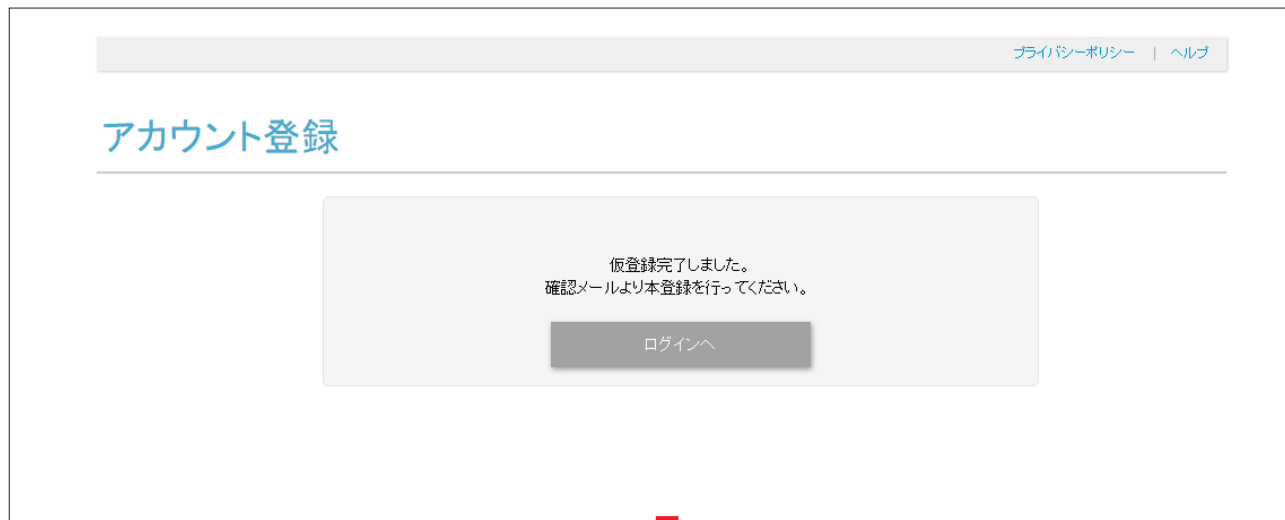 プライバシーポリシー | ヘルプ
アカウント登録
仮登録完了しました。
確認メールより本登録を行ってください。
ログインへ